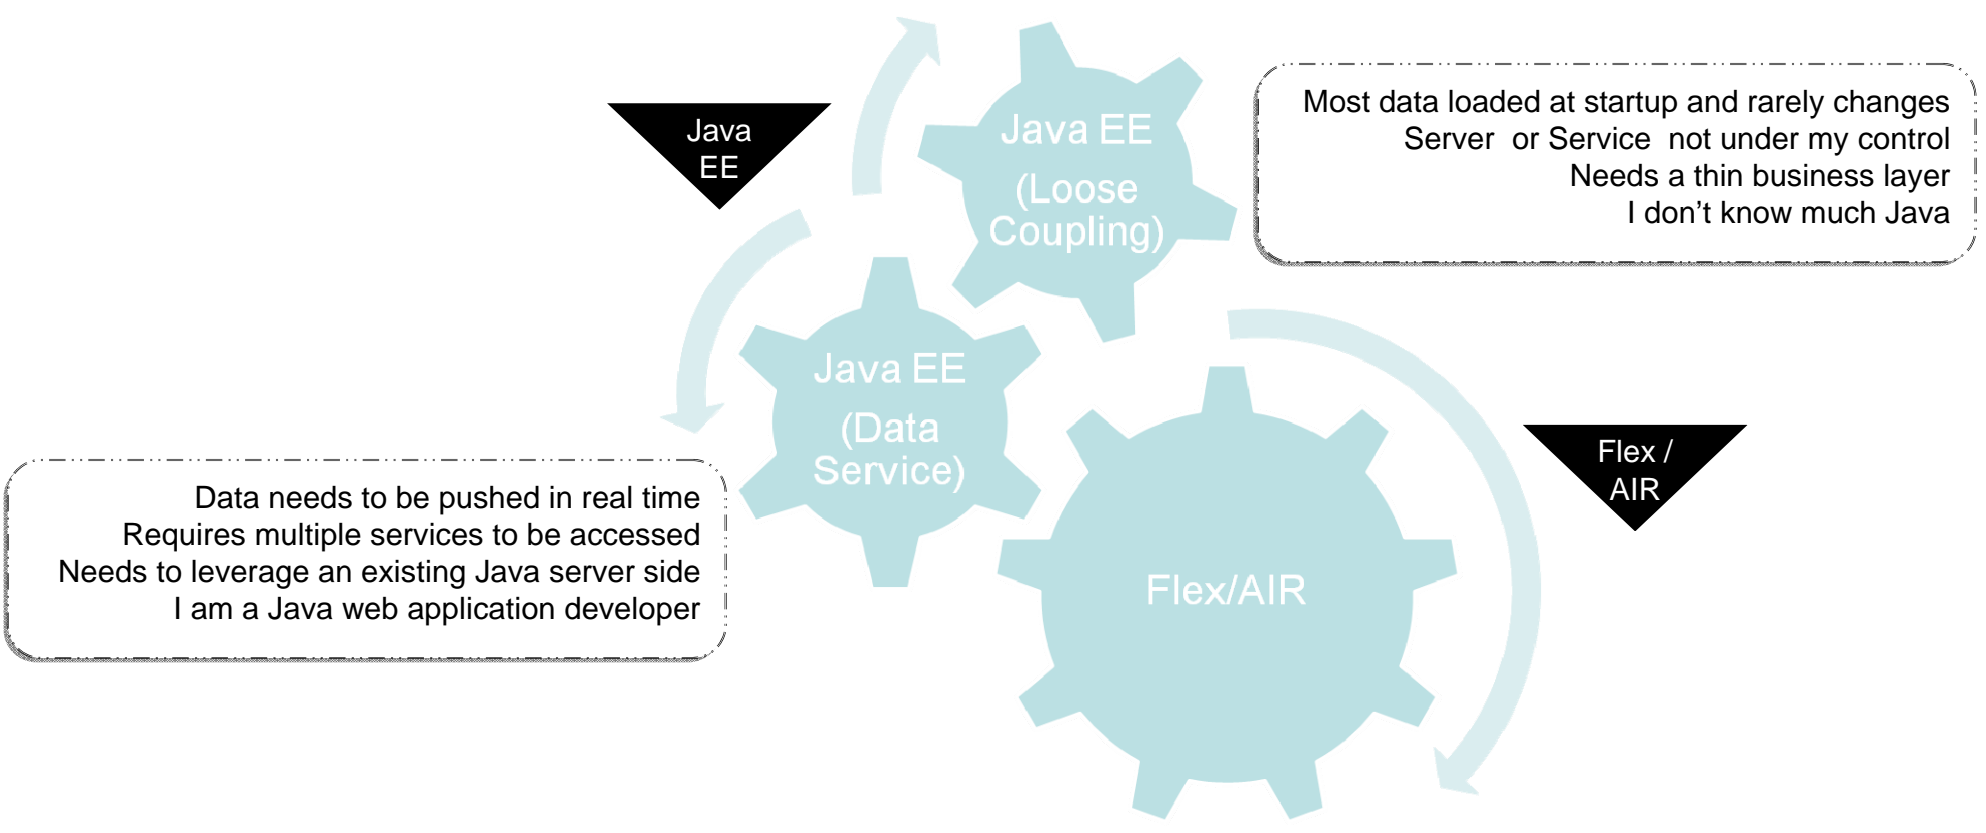 Java
EE
Java EE
(Loose
Coupling)
Most data loaded at startup and rarely changes
Server or Service not under my control
Needs a thin business layer
I don’t know much Java
Java EE
(Data
Service)
Data needs to be pushed in real time
Requires multiple services to be accessed
Needs to leverage an existing Java server side
I am a Java web application developer
Flex /
AIR
Flex/AIR